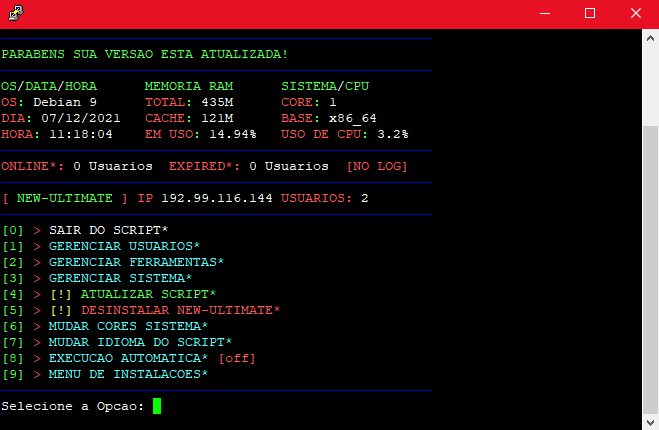 PARABENS SUA VERSAO ESTA ATUALIZADA!
OS/DATA/HORA MEMORIA RAM SISTEMA/CPU
OS: Debian 9 TOTAL: 435M CORE: 1
DIA: 07/12/2021 CACHE: 121M BASE: x86_64
HORA: 11:18:04 EM USO: 14.94% USO DE CPU: 3.2%
ONLINE*: 0 Usuarios EXPIRED*: 0 Usuarios [NO LOG]
[ NEW-ULTIMATE ] IP 192.99.116.144 USUARIOS: 2
[0] > SAIR DO SCRIPT*
[1] > GERENCIAR USUARIOS*
[2] > GERENCIAR FERRAMENTAS*
[3] > GERENCIAR SISTEMA*
[4] > [!] ATUALIZAR SCRIPT*
[5] > [!] DESINSTALAR NEW-ULTIMATE*
[6] > MUDAR CORES SISTEMA*
[7] > MUDAR IDIOMA DO SCRIPT*
[8] > EXECUCAO AUTOMATICA* [off]
[9] > MENU DE INSTALACOES*
Selecione a Opcao: